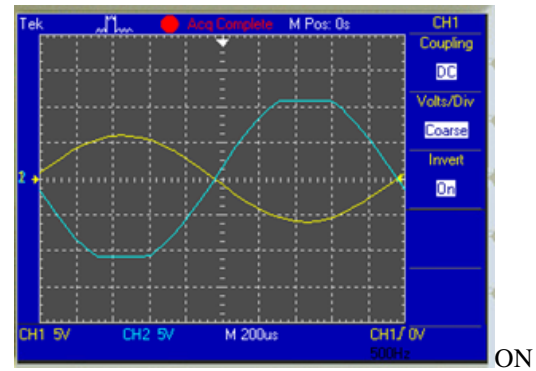 Tek Acq Complete M Pos: 0s CH1
Coupling
DC
Volts/Div
Coarse
Invert
On
2
CH1 5V CH2 5V M 200us CH1 0V
500Hz
ON